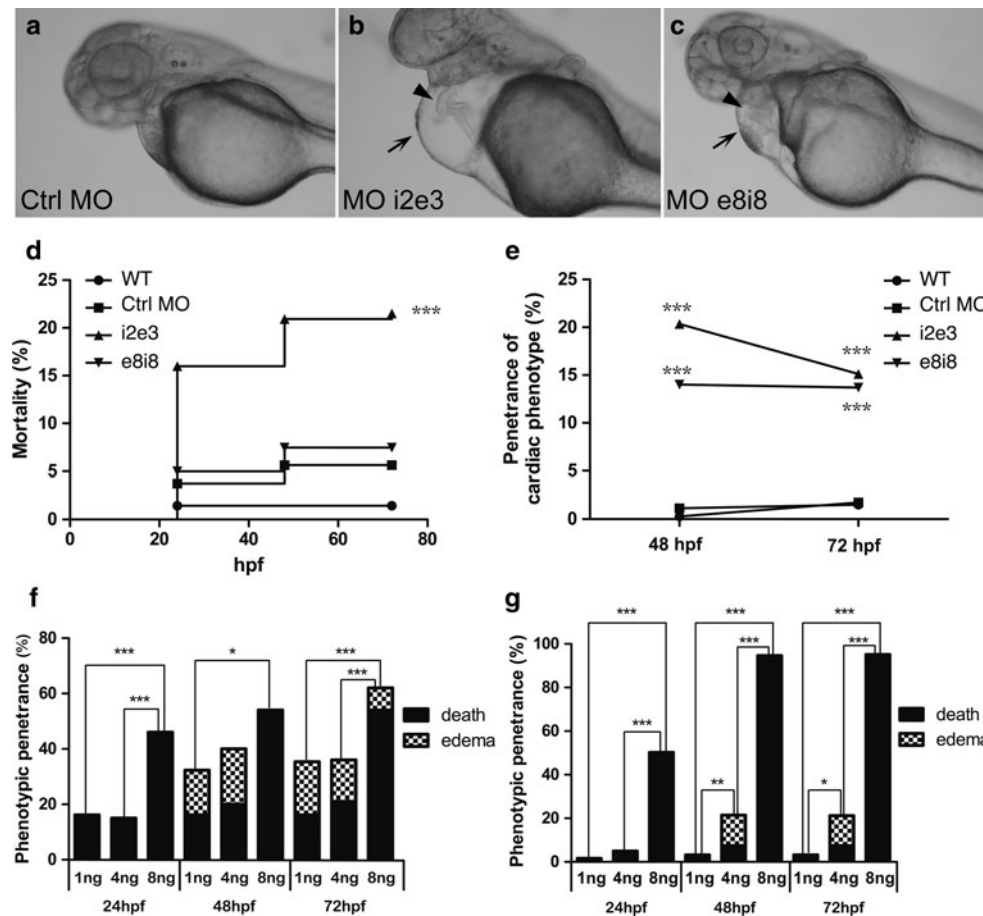 a
b
c
Ctrl MO
MO i2e3
MO e8i8
d
25
20
15
10
5
0
Mortality (%)
WT
Ctrl MO
i2e3
e8i8
***
0 20 40 60 80
hpf
e
25
20
15
10
5
0
Penetrance of
cardiac phenotype (%)
***
***
***
***
WT
Ctrl MO
i2e3
e8i8
48 hpf 72 hpf
f
80
60
40
20
0
Phenotypic penetrance (%)
*** * ***
*** ***
death
edema
1ng 4ng 8ng 1ng 4ng 8ng 1ng 4ng 8ng
24hpf 48hpf 72hpf
g
100
80
60
40
20
0
Phenotypic penetrance (%)
*** *** ***
*** ***
***
** *
death
edema
1ng 4ng 8ng 1ng 4ng 8ng 1ng 4ng 8ng
24hpf 48hpf 72hpf